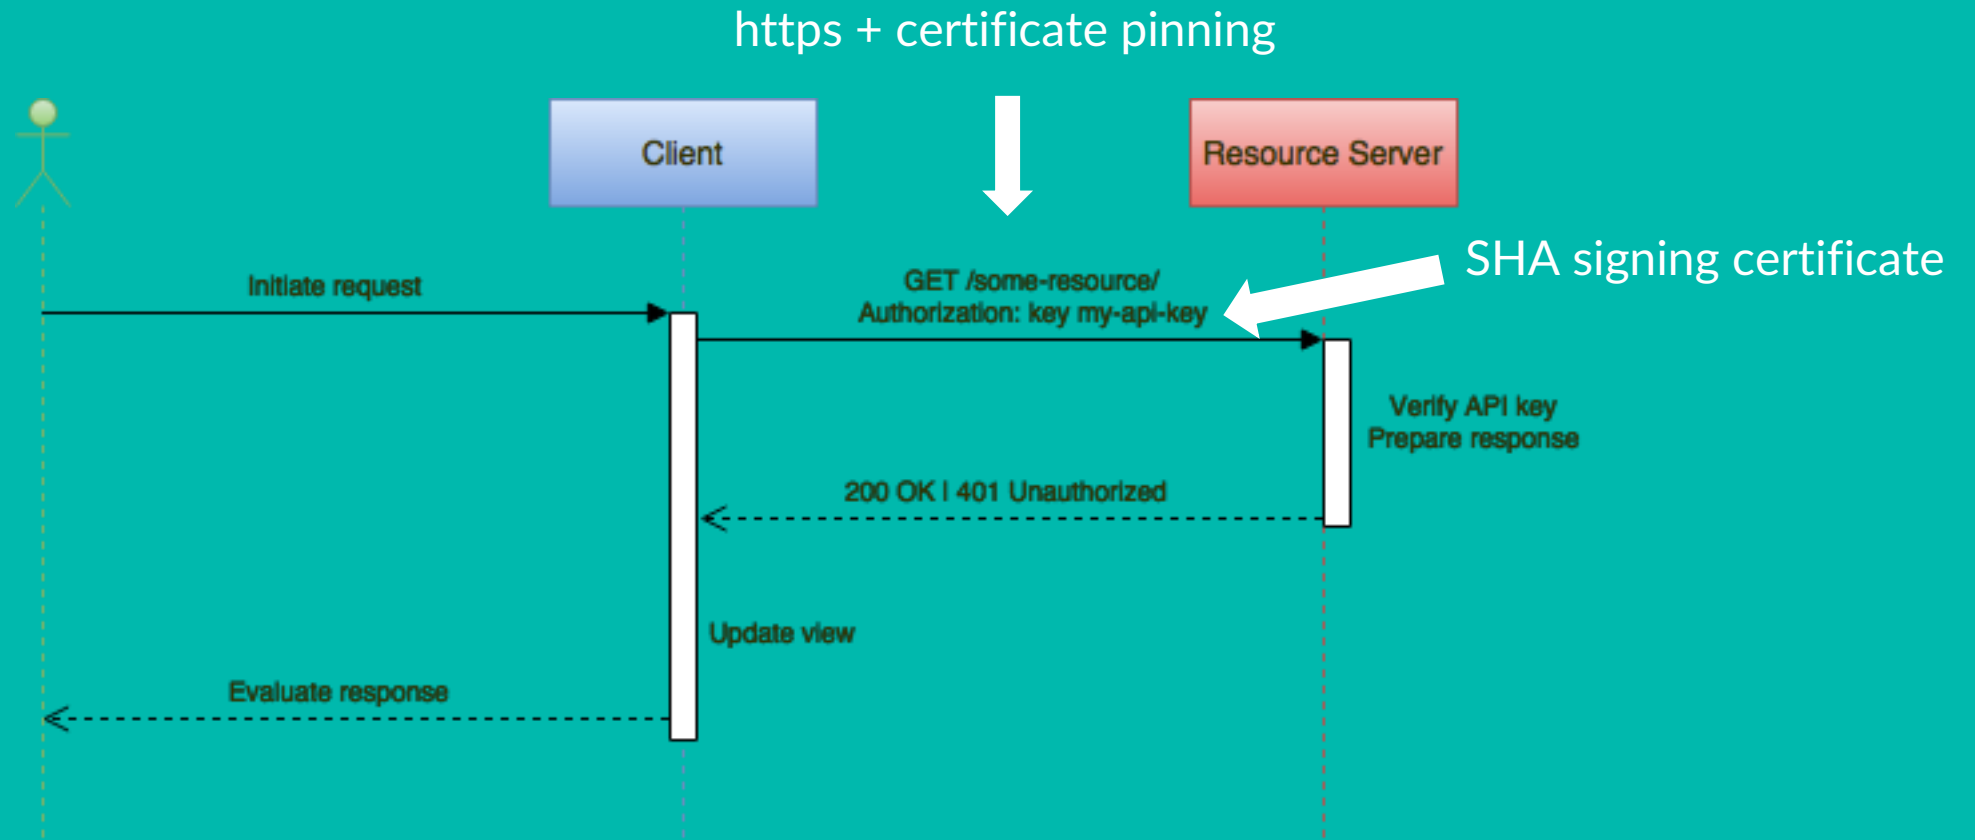 https + certificate pinning
Client
Resource Server
SHA signing certificate
Initiate request
GET /some-resource/
Authorization: key my-api-key
Verify API key
Prepare response
200 OK | 401 Unauthorized
Update view
Evaluate response